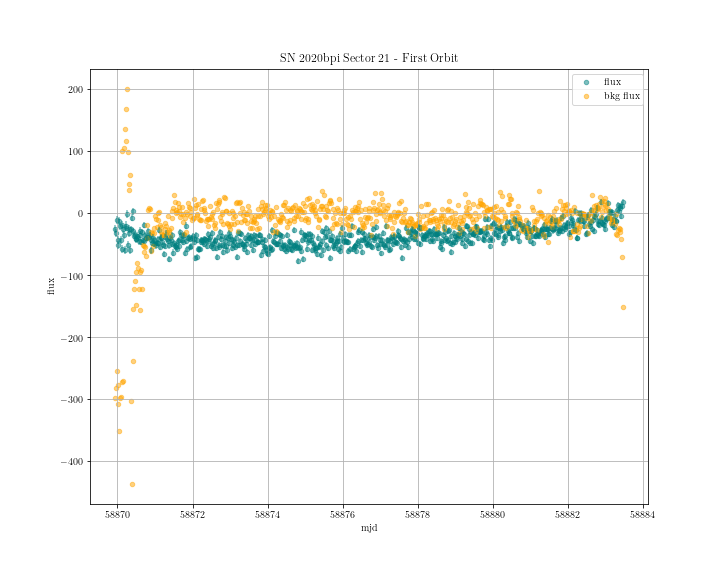 SN 2020bpi Sector 21 - First Orbit
flux
bkg flux
200
100
0
−100
−200
−300
−400
flux
58870 58872 58874 58876 58878 58880 58882 58884
mjd